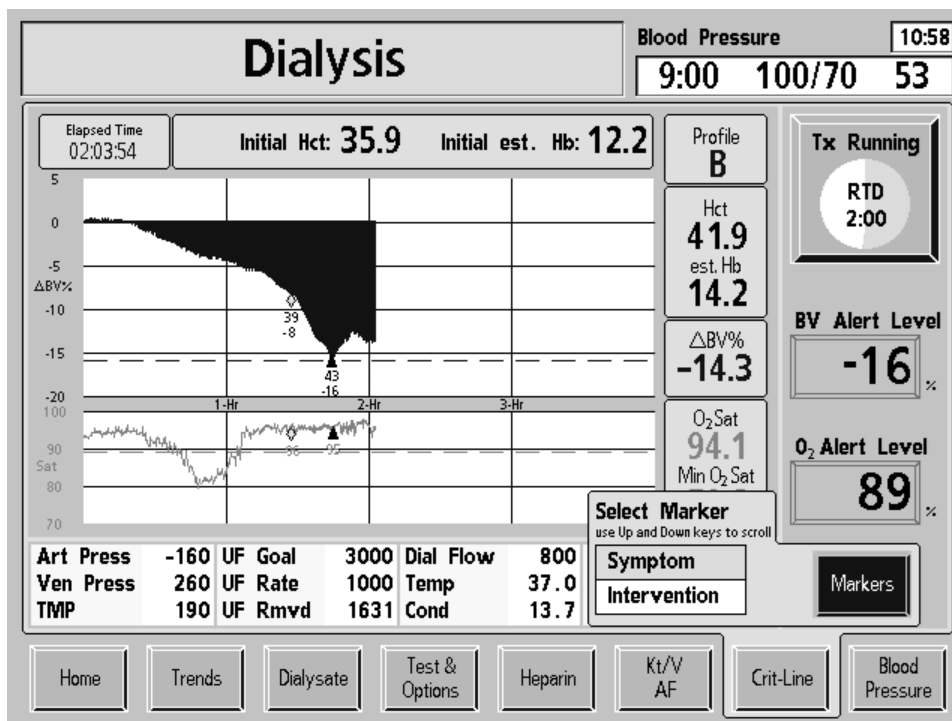 Dialysis
Blood Pressure 10:58
9:00 100/70 53
Elapsed Time
02:03:54
Initial Hct: 35.9 Initial est. Hb: 12.2
Profile
B
Tx Running
RTD
2:00
5
0
-5
ΔBV%
-10
-15
-20
39
-8
43
-16
1-Hr 2-Hr 3-Hr
100
90
Sat
80
70
96 95
Hct
41.9
est. Hb
14.2
△BV%
-14.3
O2Sat
94.1
Min O2 Sat
BV Alert Level
-16 %
O2 Alert Level
89 %
Select Marker
use Up and Down keys to scroll
Symptom
Intervention
Markers
Art Press -160 UF Goal 3000 Dial Flow 800
Ven Press 260 UF Rate 1000 Temp 37.0
TMP 190 UF Rmvd 1631 Cond 13.7
Home
Trends
Dialysate
Test &
Options
Heparin
Kt/V
AF
Crit-Line
Blood
Pressure